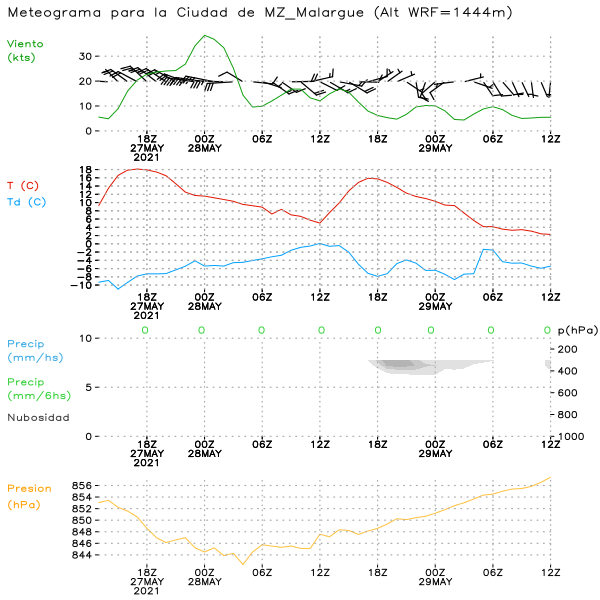 Meteograma para la Ciudad de MZ_Malargue (Alt WRF=1444m)
Viento
(kts)
30
20
10
0
18Z 00Z 06Z 12Z 18Z 00Z 06Z 12Z
27MAY 28MAY 29MAY
2021
T (C)
Td (C)
18
16
14
12
10
8
6
4
2
0
-2
-4
-6
-8
-10
18Z 00Z 06Z 12Z 18Z 00Z 06Z 12Z
27MAY 28MAY 29MAY
2021
0 0 0 0 0 0 0 0 p(hPa)
Precip
(mm/hs)
Precip
(mm/6hs)
Nubosidad
10
5
0
200
400
600
800
1000
18Z 00Z 06Z 12Z 18Z 00Z 06Z 12Z
27MAY 28MAY 29MAY
2021
Presion
(hPa)
856
854
852
850
848
846
844
18Z 00Z 06Z 12Z 18Z 00Z 06Z 12Z
27MAY 28MAY 29MAY
2021